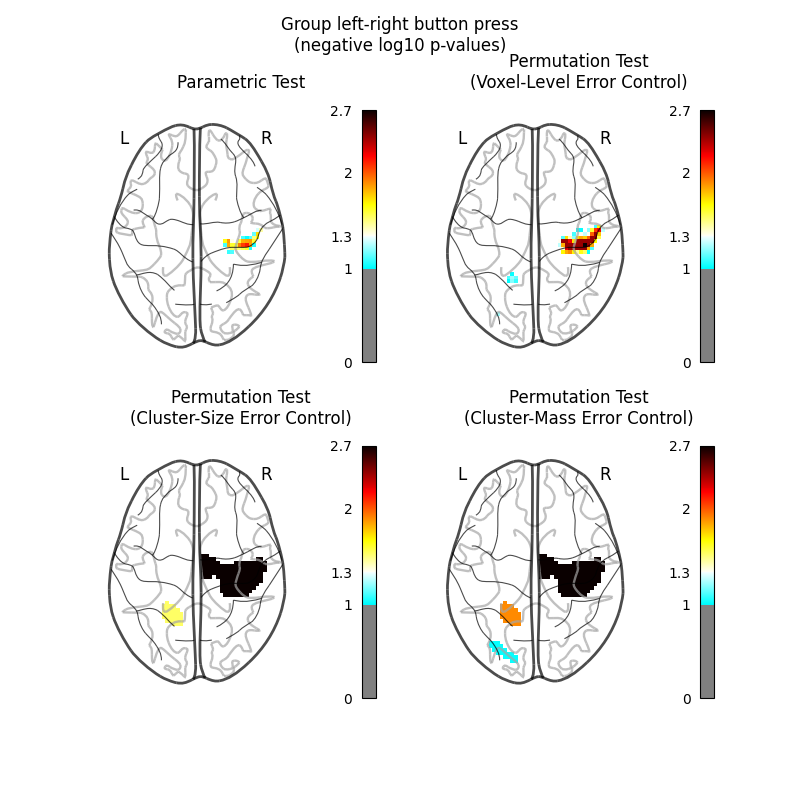 Group left-right button press
(negative log10 p-values)
Parametric Test
Permutation Test
(Voxel-Level Error Control)
L
R
2.7
2
1.3
1
0
L
R
2.7
2
1.3
1
0
Permutation Test
(Cluster-Size Error Control)
Permutation Test
(Cluster-Mass Error Control)
L
R
2.7
2
1.3
1
0
L
R
2.7
2
1.3
1
0